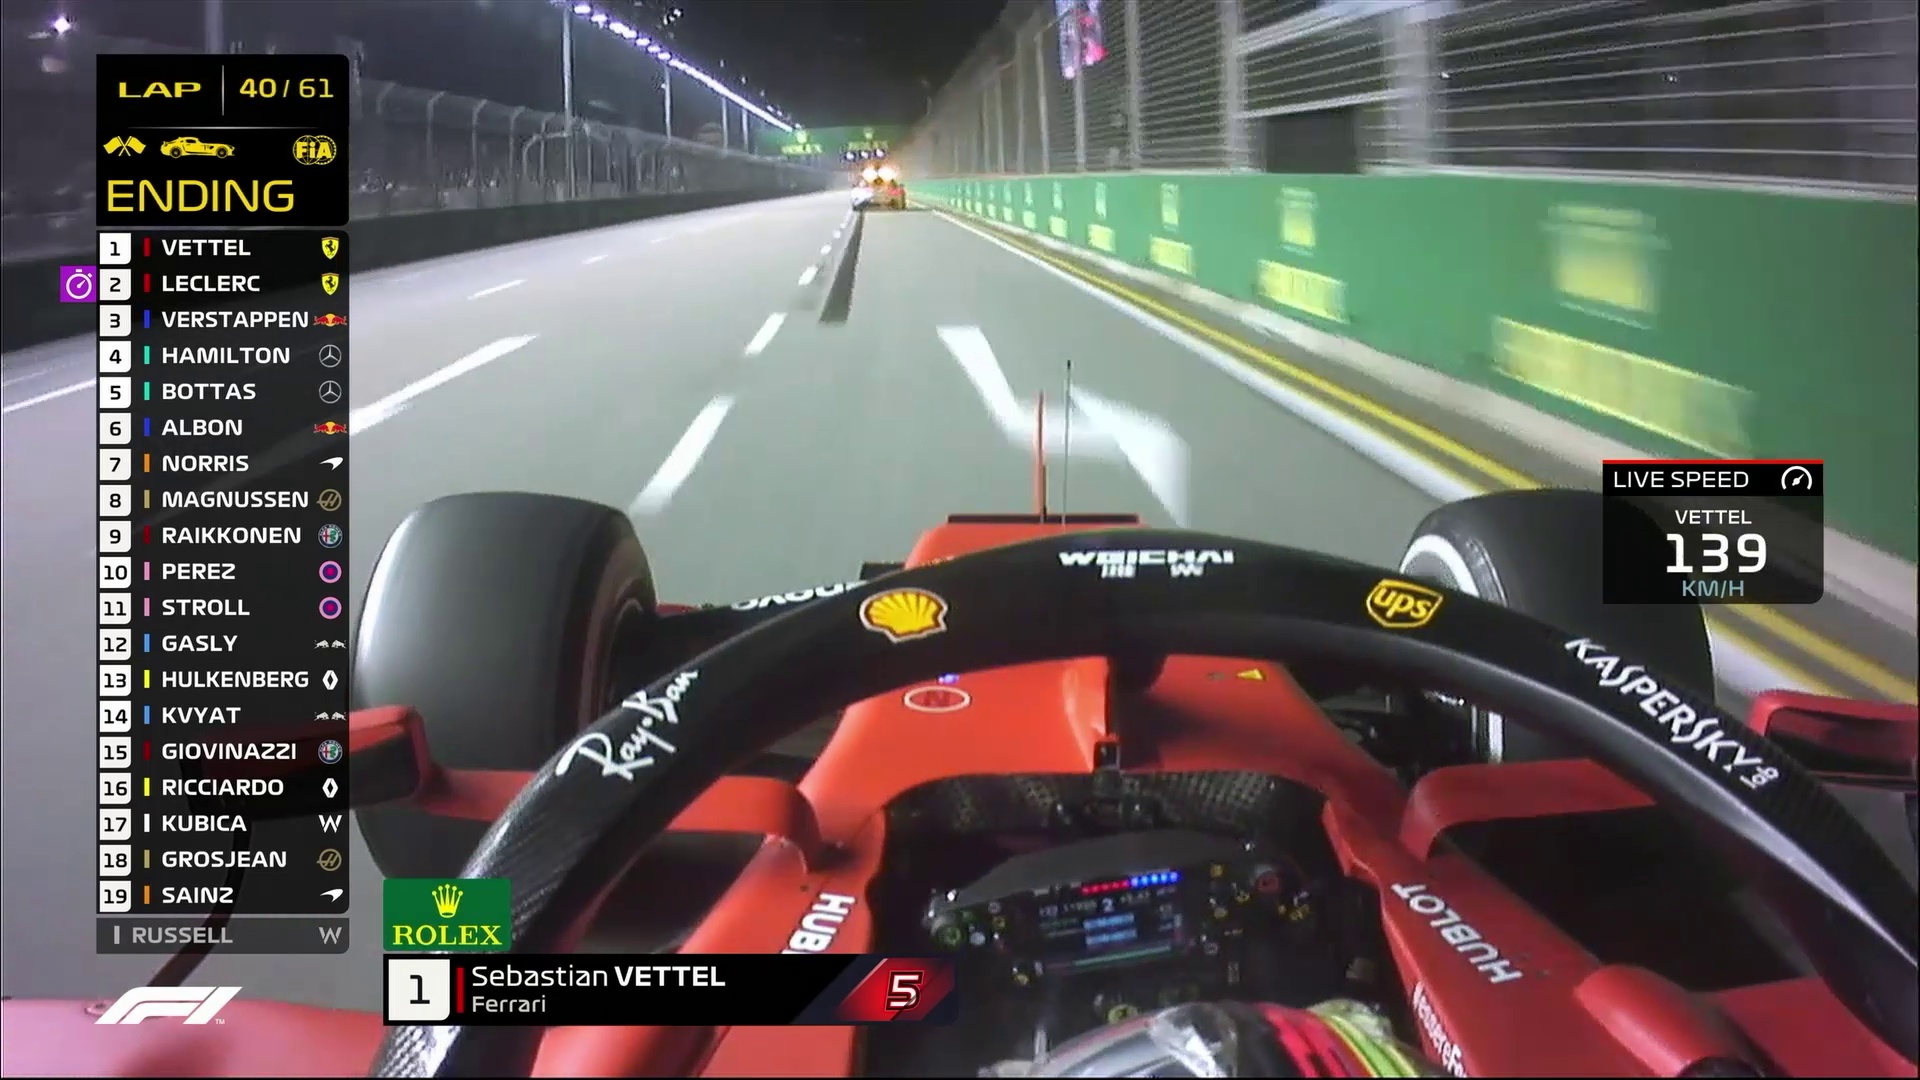 LAP 40 / 61
FIA
ENDING
1 VETTEL
2 LECLERC
3 VERSTAPPEN
4 HAMILTON
5 BOTTAS
6 ALBON
7 NORRIS
8 MAGNUSSEN
9 RAIKKONEN
10 PEREZ
11 STROLL
12 GASLY
13 HULKENBERG
14 KVYAT
15 GIOVINAZZI
16 RICCIARDO
17 KUBICA
18 GROSJEAN
19 SAINZ
RUSSELL
ROLEX
ROLEX
LIVE SPEED
VETTEL
139
KM/H
WEICHAI
ups
Ray-Ban
KASPERSKY
HUBL
HUBLOT
ROLEX
1 Sebastian VETTEL 5
Ferrari
F1